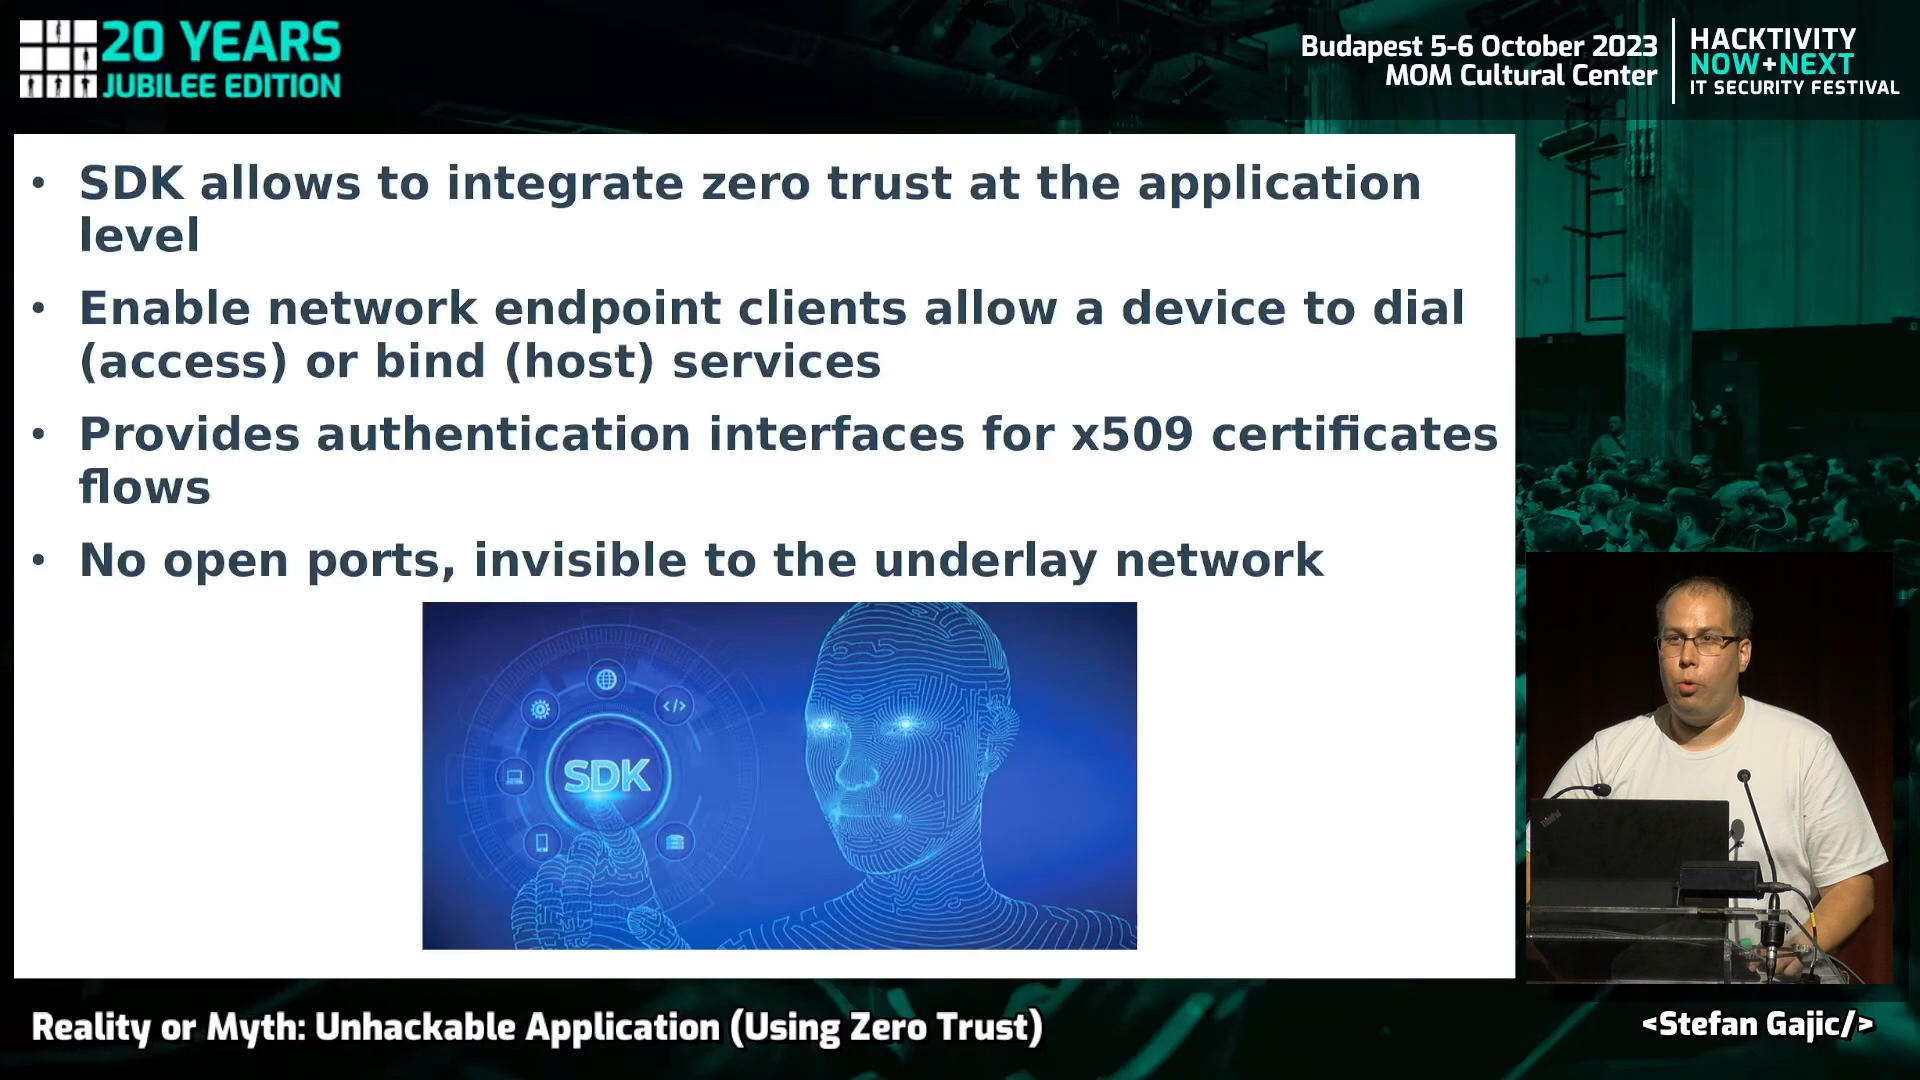 20 YEARS
JUBILEE EDITION
Budapest 5-6 October 2023
MOM Cultural Center
HACKTIVITY
NOW+NEXT
IT SECURITY FESTIVAL
• SDK allows to integrate zero trust at the application
level
• Enable network endpoint clients allow a device to dial
(access) or bind (host) services
• Provides authentication interfaces for x509 certificates
flows
• No open ports, invisible to the underlay network
</>
SDK
ThinkPad
Reality or Myth: Unhackable Application (Using Zero Trust)
<Stefan Gajic/>